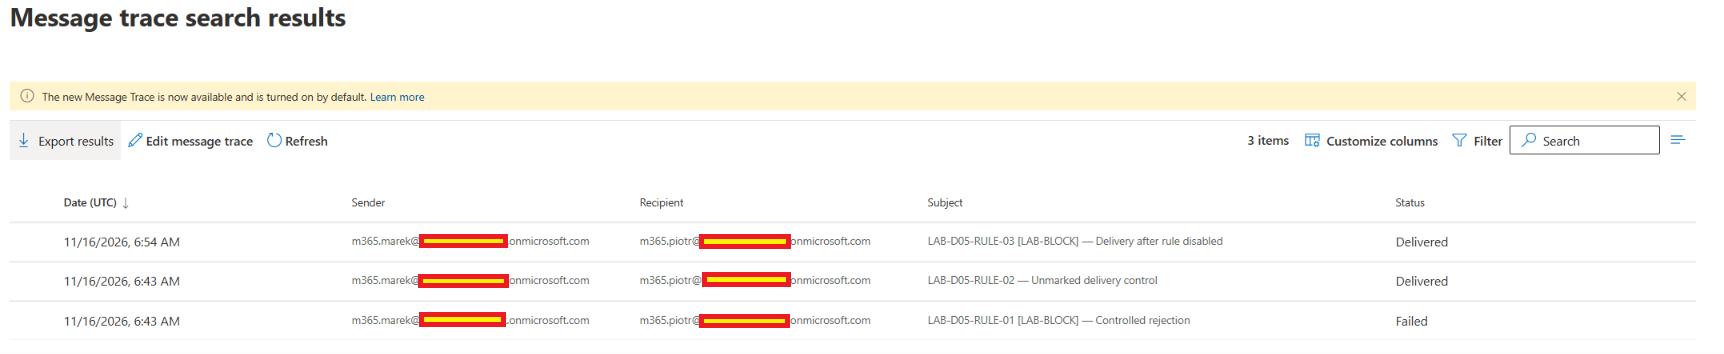 Message trace search results
The new Message Trace is now available and is turned on by default. Learn more
Export results Edit message trace Refresh 3 items Customize columns Filter Search
Date (UTC) ↓ Sender Recipient Subject Status
11/16/2026, 6:54 AM m365.marek@ .onmicrosoft.com m365.piotr@ onmicrosoft.com LAB-D05-RULE-03 [LAB-BLOCK] — Delivery after rule disabled Delivered
11/16/2026, 6:43 AM m365.marek@ .onmicrosoft.com m365.piotr@ onmicrosoft.com LAB-D05-RULE-02 — Unmarked delivery control Delivered
11/16/2026, 6:43 AM m365.marek@ .onmicrosoft.com m365.piotr@ onmicrosoft.com LAB-D05-RULE-01 [LAB-BLOCK] — Controlled rejection Failed